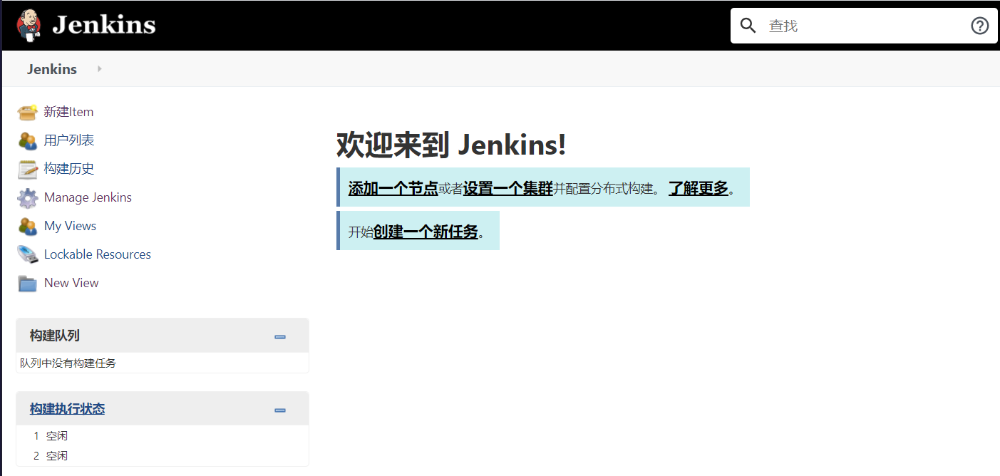 Jenkins
查找
Jenkins
新建Item
用户列表
构建历史
Manage Jenkins
My Views
Lockable Resources
New View
构建队列
队列中没有构建任务
构建执行状态
1 空闲
2 空闲
欢迎来到 Jenkins!
添加一个节点或者设置一个集群并配置分布式构建。 了解更多。
开始创建一个新任务。